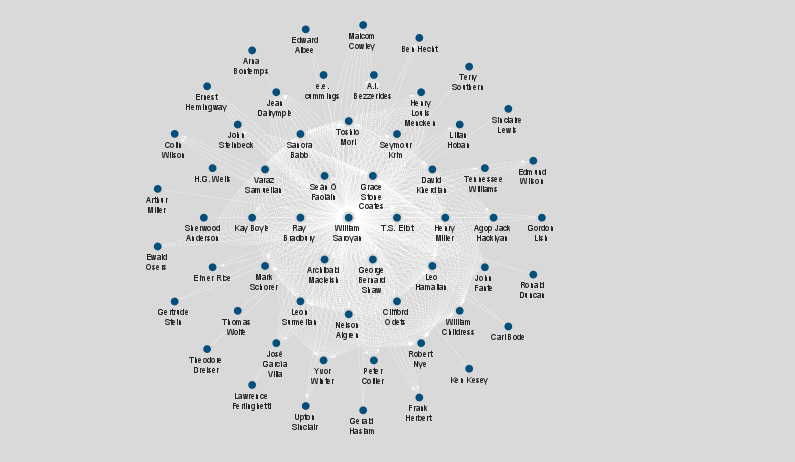 Malcom
Cowley
Edward
Albee
Ben Hecht
Arna
Bontemps
Terry
Southern
e.e.
cummings
A.I.
Bezzerides
Ernest
Hemingway
Jean
Dalrymple
Henry
Louis
Mencken
Sinclaire
Lewis
Colin
Wilson
John
Steinbeck
Sanora
Babb
Toshio
Mori
Seymour
Krim
Lillian
Hoban
Edmund
Wilson
H.G. Wells
Varaz
Samuelian
Sean O
Faolain
Grace
Stone
Coates
David
Kherdian
Tennessee
Williams
Arthur
Miller
Sherwood
Anderson
Kay Boyle
Ray
Bradbury
William
Saroyan
T.S. Eliot
Henry
Miller
Agop Jack
Hacikyan
Gordon
Lish
Ewald
Osers
Elmer Rice
Mark
Schorer
Archibald
Macleish
George
Bernard
Shaw
Leo
Hamalian
John
Fante
Ronald
Duncan
Gertrude
Stein
Thomas
Wolfe
Leon
Surmelian
Nelson
Algren
Clifford
Odets
William
Childress
Carl Bode
Theodore
Dreiser
José
Garcia
Villa
Yvor
Winter
Peter
Collier
Robert
Nye
Ken Kesey
Lawrence
Ferlinghetti
Upton
Sinclair
Gerald
Haslam
Frank
Herbert